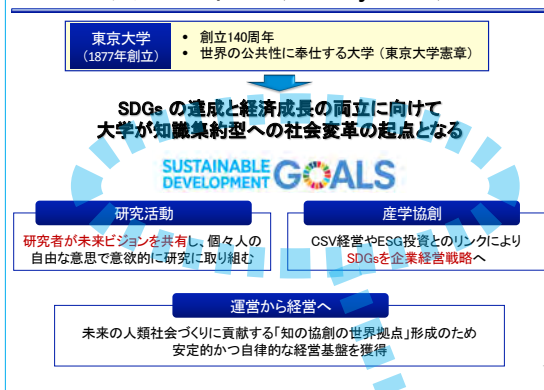 東京大学
(1877年創立)
• 創立140周年
• 世界の公共性に奉仕する大学（東京大学憲章）
SDGs の達成と経済成長の両立に向けて
大学が知識集約型への社会変革の起点となる
SUSTAINABLE
DEVELOPMENT GOALS
研究活動
研究者が未来ビジョンを共有し、個々人の
自由な意思で意欲的に研究に取り組む
産学協創
CSV経営やESG投資とのリンクにより
SDGsを企業経営戦略へ
運営から経営へ
未来の人類社会づくりに貢献する「知の協創の世界拠点」形成のため
安定的かつ自律的な経営基盤を獲得